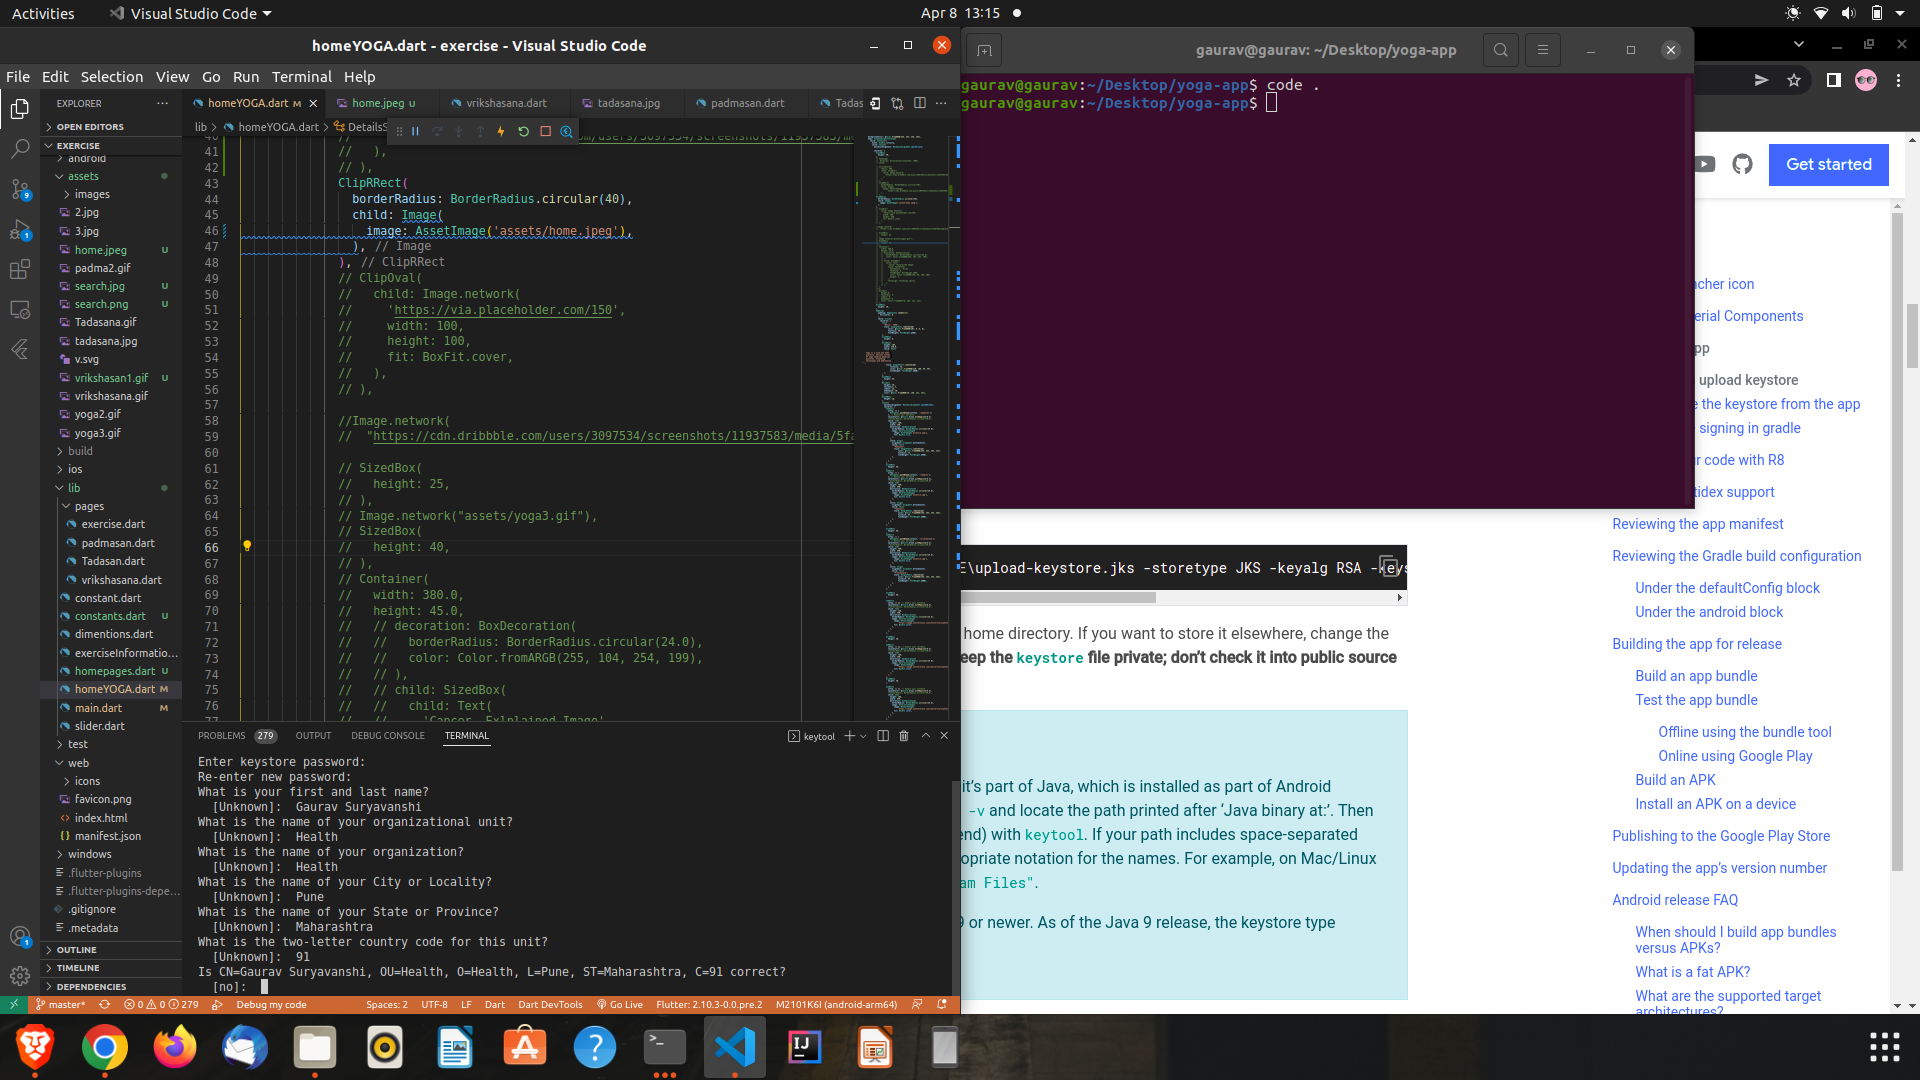 Activities
Visual Studio Code
Apr 8 13:15
homeYOGA.dart - exercise - Visual Studio Code
File Edit Selection View Go Run Terminal Help
EXPLORER
OPEN EDITORS
EXERCISE
android
assets
images
2.jpg
3.jpg
home.jpeg U
padma2.gif
search.jpg U
search.png U
Tadasana.gif
tadasana.jpg
v.svg
vrikshasan1.gif U
vrikshasana.gif
yoga2.gif
yoga3.gif
build
ios
lib
pages
exercise.dart
padmasan.dart
Tadasan.dart
vrikshasana.dart
constant.dart
constants.dart U
dimentions.dart
exerciseInformatio...
homepages.dart U
homeYOGA.dart M
main.dart M
slider.dart
test
web
icons
favicon.png
index.html
manifest.json
windows
.flutter-plugins
.flutter-plugins-depe...
.gitignore
.metadata
OUTLINE
TIMELINE
DEPENDENCIES
homeYOGA.dart M
home.jpeg U
vrikshasana.dart
tadasana.jpg
padmasan.dart
Tadas
lib > homeYOGA.dart > DetailsS
41 // ),
42 // ),
43 ClipRRect(
44 borderRadius: BorderRadius.circular(40),
45 child: Image(
46 image: AssetImage('assets/home.jpeg'),
47 ), // Image
48 ), // ClipRRect
49 // ClipOval(
50 // child: Image.network(
51 // 'https://via.placeholder.com/150',
52 // width: 100,
53 // height: 100,
54 // fit: BoxFit.cover,
55 // ),
56 // ),
57
58 //Image.network(
59 // "https://cdn.dribbble.com/users/3097534/screenshots/11937583/media/5fa
60
61 // SizedBox(
62 // height: 25,
63 // ),
64 // Image.network("assets/yoga3.gif"),
65 // SizedBox(
66 // height: 40,
67 // ),
68 // Container(
69 // width: 380.0,
70 // height: 45.0,
71 // // decoration: BoxDecoration(
72 // // borderRadius: BorderRadius.circular(24.0),
73 // // color: Color.fromARGB(255, 104, 254, 199),
74 // // ),
75 // // child: SizedBox(
76 // // child: Text(
PROBLEMS 279 OUTPUT DEBUG CONSOLE TERMINAL
keytool
Enter keystore password:
Re-enter new password:
What is your first and last name?
[Unknown]: Gaurav Suryavanshi
What is the name of your organizational unit?
[Unknown]: Health
What is the name of your organization?
[Unknown]: Health
What is the name of your City or Locality?
[Unknown]: Pune
What is the name of your State or Province?
[Unknown]: Maharashtra
What is the two-letter country code for this unit?
[Unknown]: 91
Is CN=Gaurav Suryavanshi, OU=Health, O=Health, L=Pune, ST=Maharashtra, C=91 correct?
[no]:
master* 0 0 279 Debug my code Spaces: 2 UTF-8 LF Dart Dart DevTools Go Live Flutter: 2.10.3-0.0.pre.2 M2101K6I (android-arm64)
gaurav@gaurav: ~/Desktop/yoga-app
gaurav@gaurav:~/Desktop/yoga-app$ code .
gaurav@gaurav:~/Desktop/yoga-app$
Get started
ncher icon
erial Components
pp
upload keystore
e the keystore from the app
signing in gradle
r code with R8
tidex support
Reviewing the app manifest
Reviewing the Gradle build configuration
Under the defaultConfig block
Under the android block
Building the app for release
Build an app bundle
Test the app bundle
Offline using the bundle tool
Online using Google Play
Build an APK
Install an APK on a device
Publishing to the Google Play Store
Updating the app's version number
Android release FAQ
When should I build app bundles
versus APKs?
What is a fat APK?
What are the supported target
architectures?
E\upload-keystore.jks -storetype JKS -keyalg RSA -keys
home directory. If you want to store it elsewhere, change the
eep the keystore file private; don't check it into public source
it's part of Java, which is installed as part of Android
-v and locate the path printed after 'Java binary at:'. Then
end) with keytool. If your path includes space-separated
opriate notation for the names. For example, on Mac/Linux
am Files".
9 or newer. As of the Java 9 release, the keystore type